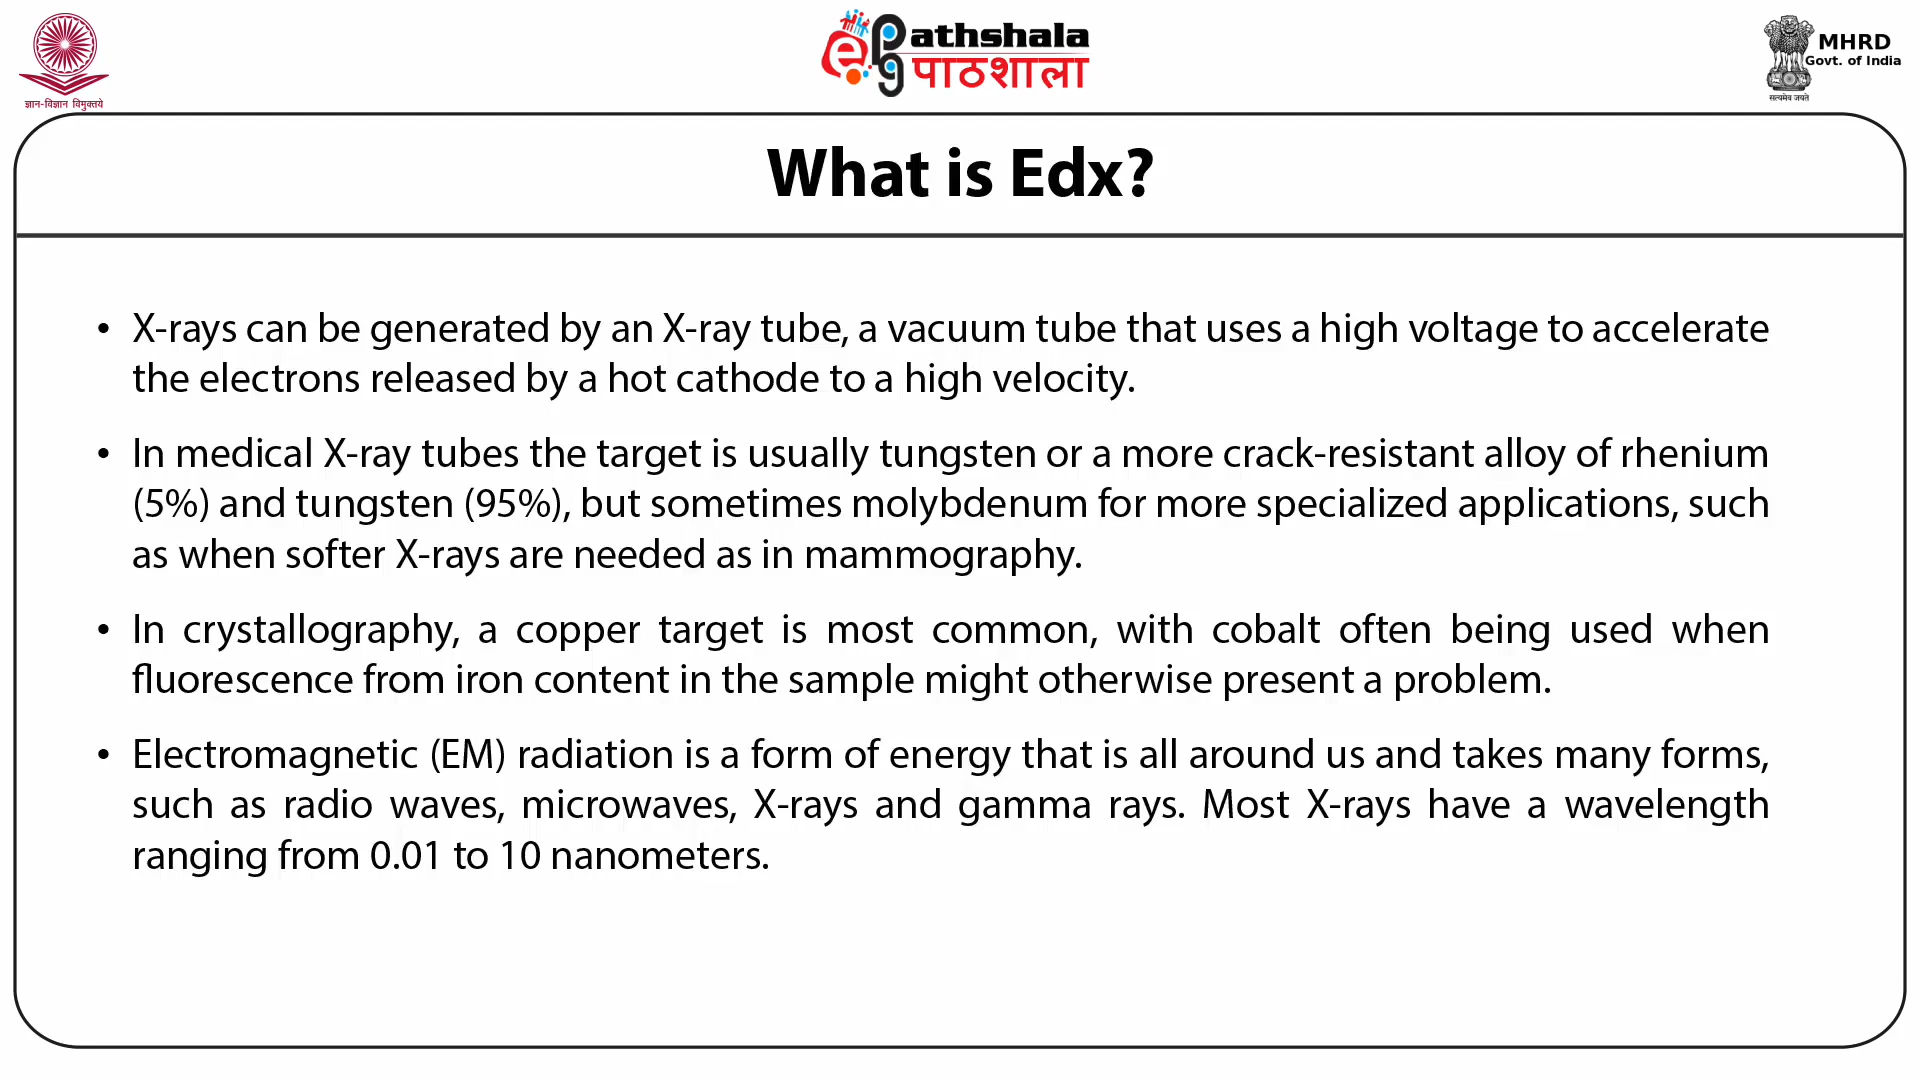 ज्ञान-विज्ञान विमुक्तये
e Pg Pathshala
पाठशाला
सत्यमेव जयते
MHRD
Govt. of India
What is Edx?
• X-rays can be generated by an X-ray tube, a vacuum tube that uses a high voltage to accelerate
the electrons released by a hot cathode to a high velocity.
• In medical X-ray tubes the target is usually tungsten or a more crack-resistant alloy of rhenium
(5%) and tungsten (95%), but sometimes molybdenum for more specialized applications, such
as when softer X-rays are needed as in mammography.
• In crystallography, a copper target is most common, with cobalt often being used when
fluorescence from iron content in the sample might otherwise present a problem.
• Electromagnetic (EM) radiation is a form of energy that is all around us and takes many forms,
such as radio waves, microwaves, X-rays and gamma rays. Most X-rays have a wavelength
ranging from 0.01 to 10 nanometers.